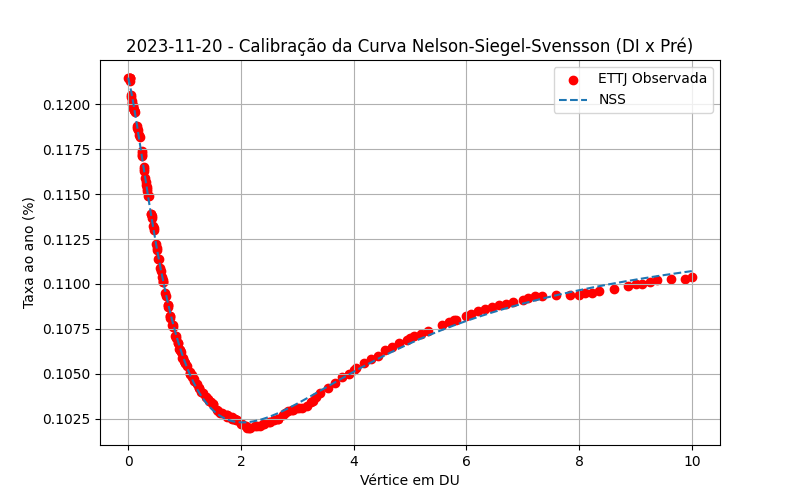 2023-11-20 - Calibração da Curva Nelson-Siegel-Svensson (DI x Pré)
ETTJ Observada
NSS
Taxa ao ano (%)
0.1200
0.1175
0.1150
0.1125
0.1100
0.1075
0.1050
0.1025
0 2 4 6 8 10
Vértice em DU